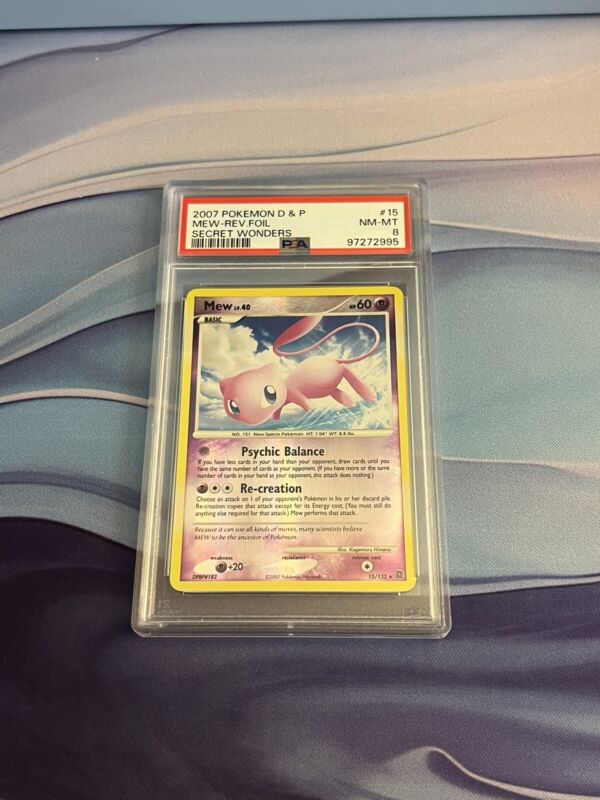 2007 POKEMON D & P #15
MEW-REV.FOIL NM-MT
SECRET WONDERS 8
PSA 97272995
Mew LV.40 HP60
BASIC
NO. 151 New Specie Pokémon. HT: 1'04" WT: 8.8 lbs.
Psychic Balance
If you have less cards in your hand than your opponent, draw cards until you
have the same number of cards as your opponent. (If you have more or the same
number of cards in your hand as your opponent, this attack does nothing.)
Re-creation
Choose an attack on 1 of your opponent's Pokémon in his or her discard pile.
Re-creation copies that attack except for its Energy cost. (You must still do
anything else required for that attack.) Mew performs that attack.
Because it can use all kinds of moves, many scientists believe
MEW to be the ancestor of Pokémon.
Illus. Kagemaru Himeno
weakness resistance retreat cost
+20
DPBP#182 ©2007 Pokémon/Nintendo 15/132